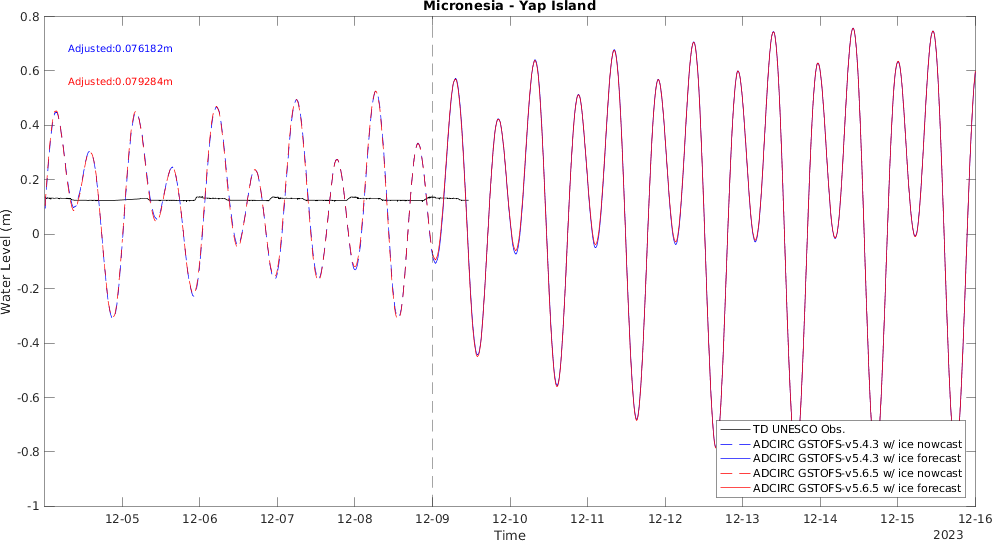 Micronesia - Yap Island
Adjusted:0.076182m
Adjusted:0.079284m
Water Level (m)
0.8
0.6
0.4
0.2
0
-0.2
-0.4
-0.6
-0.8
-1
TD UNESCO Obs.
ADCIRC GSTOFS-v5.4.3 w/ ice nowcast
ADCIRC GSTOFS-v5.4.3 w/ ice forecast
ADCIRC GSTOFS-v5.6.5 w/ ice nowcast
ADCIRC GSTOFS-v5.6.5 w/ ice forecast
12-05 12-06 12-07 12-08 12-09 12-10 12-11 12-12 12-13 12-14 12-15 12-16
Time
2023